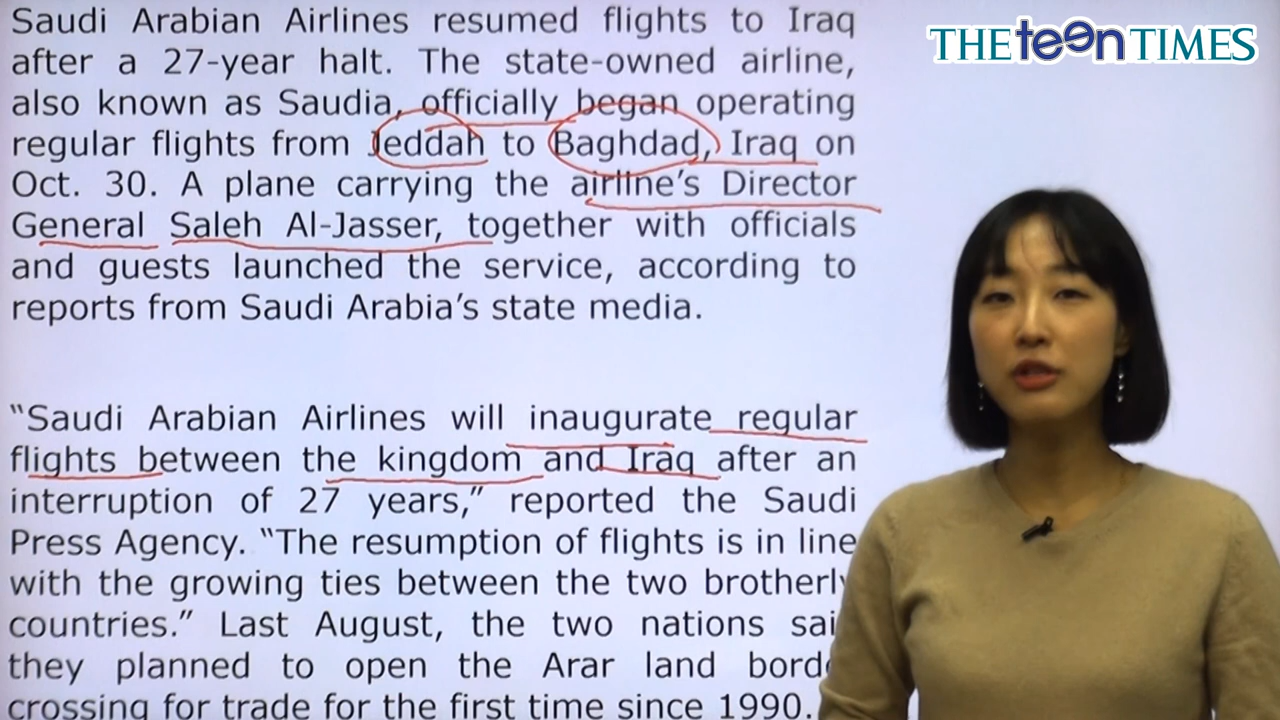 Saudi Arabian Airlines resumed flights to Iraq
after a 27-year halt. The state-owned airline,
also known as Saudia, officially began operating
regular flights from Jeddah to Baghdad, Iraq on
Oct. 30. A plane carrying the airline's Director
General Saleh Al-Jasser, together with officials
and guests launched the service, according to
reports from Saudi Arabia's state media.
"Saudi Arabian Airlines will inaugurate regular
flights between the kingdom and Iraq after an
interruption of 27 years," reported the Saudi
Press Agency. "The resumption of flights is in line
with the growing ties between the two brotherly
countries." Last August, the two nations sai
they planned to open the Arar land bord
crossing for trade for the first time since 1990.
THE teen TIMES